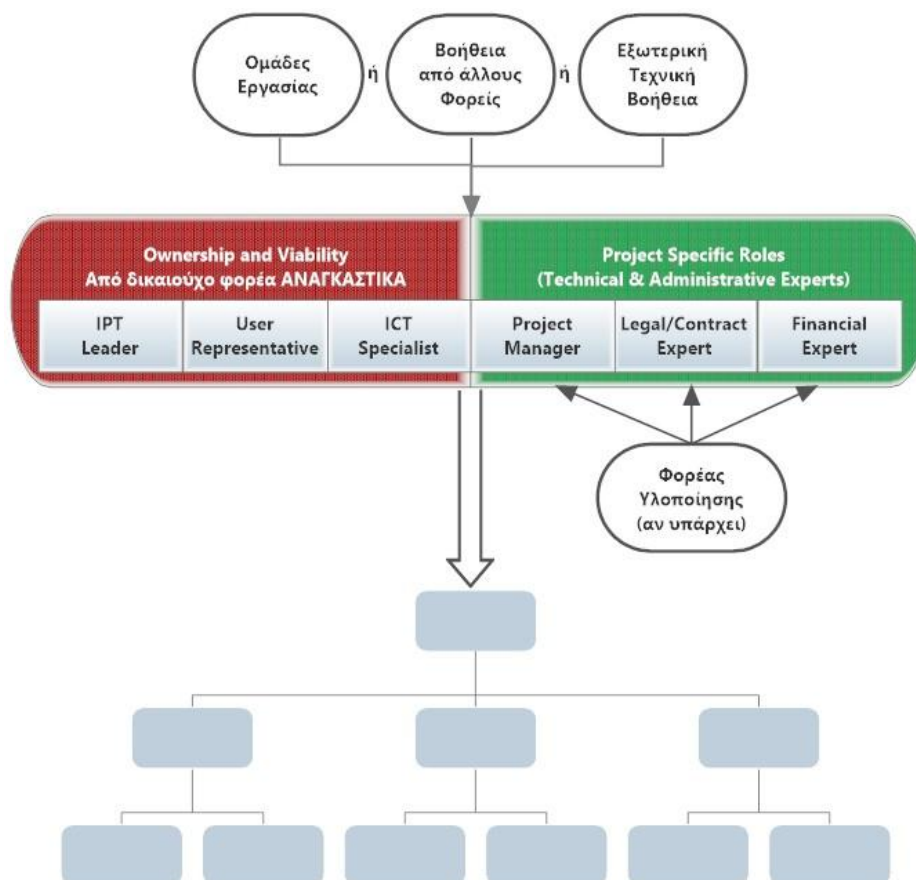 Ομάδες
Εργασίας
ή
Βοήθεια
από άλλους
Φορείς
ή
Εξωτερική
Τεχνική
Βοήθεια
Ownership and Viability
Από δικαιούχο φορέα ΑΝΑΓΚΑΣΤΙΚΑ
Project Specific Roles
(Technical & Administrative Experts)
IPT
Leader
User
Representative
ICT
Specialist
Project
Manager
Legal/Contract
Expert
Financial
Expert
Φορέας
Υλοποίησης
(αν υπάρχει)